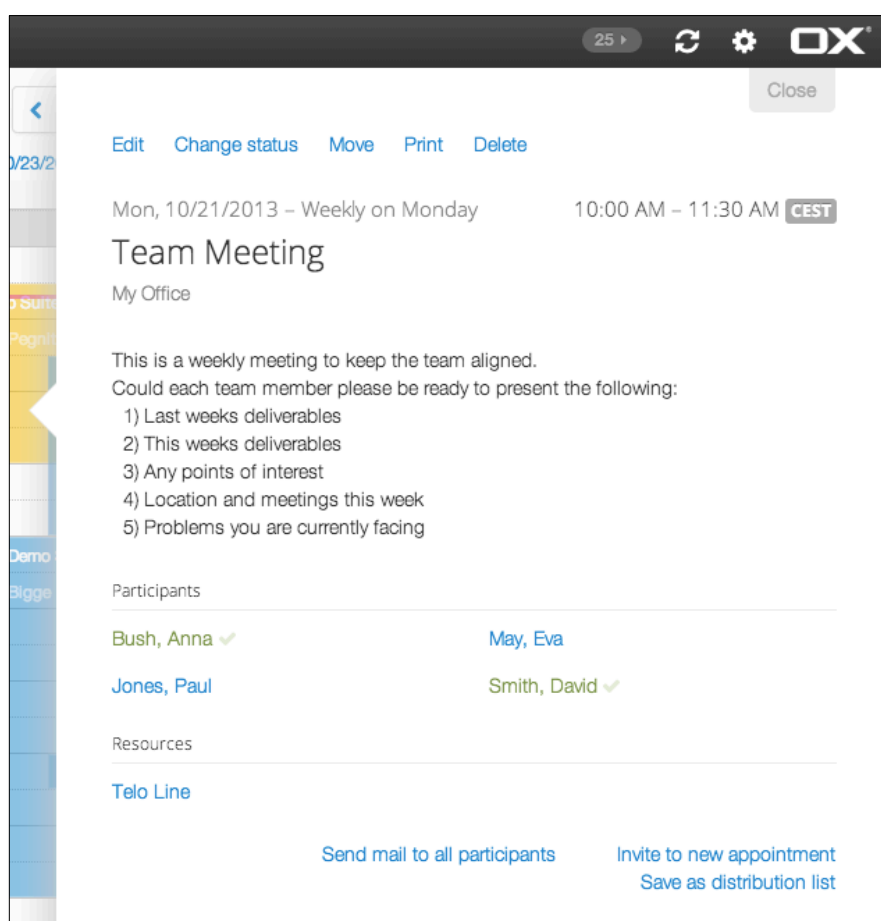 25
OX
Close
Edit Change status Move Print Delete
0/23/2
Mon, 10/21/2013 – Weekly on Monday 10:00 AM – 11:30 AM CEST
Team Meeting
My Office
This is a weekly meeting to keep the team aligned.
Could each team member please be ready to present the following:
1) Last weeks deliverables
2) This weeks deliverables
3) Any points of interest
4) Location and meetings this week
5) Problems you are currently facing
Demo
Bigge
Participants
Bush, Anna May, Eva
Jones, Paul Smith, David
Resources
Telo Line
Send mail to all participants Invite to new appointment
Save as distribution list